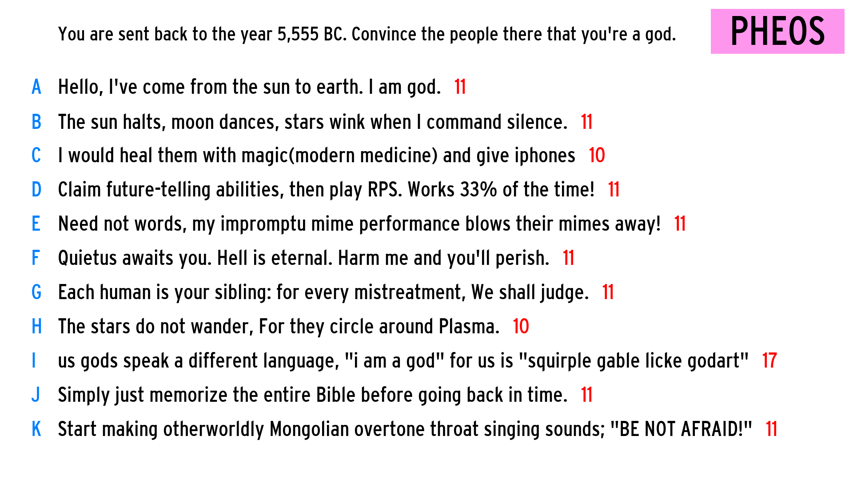 You are sent back to the year 5,555 BC. Convince the people there that you're a god.
PHEOS
A Hello, I've come from the sun to earth. I am god. 11
B The sun halts, moon dances, stars wink when I command silence. 11
C I would heal them with magic(modern medicine) and give iphones 10
D Claim future-telling abilities, then play RPS. Works 33% of the time! 11
E Need not words, my impromptu mime performance blows their mimes away! 11
F Quietus awaits you. Hell is eternal. Harm me and you'll perish. 11
G Each human is your sibling: for every mistreatment, We shall judge. 11
H The stars do not wander, For they circle around Plasma. 10
I us gods speak a different language, "i am a god" for us is "squirple gable licke godart" 17
J Simply just memorize the entire Bible before going back in time. 11
K Start making otherworldly Mongolian overtone throat singing sounds; "BE NOT AFRAID!" 11